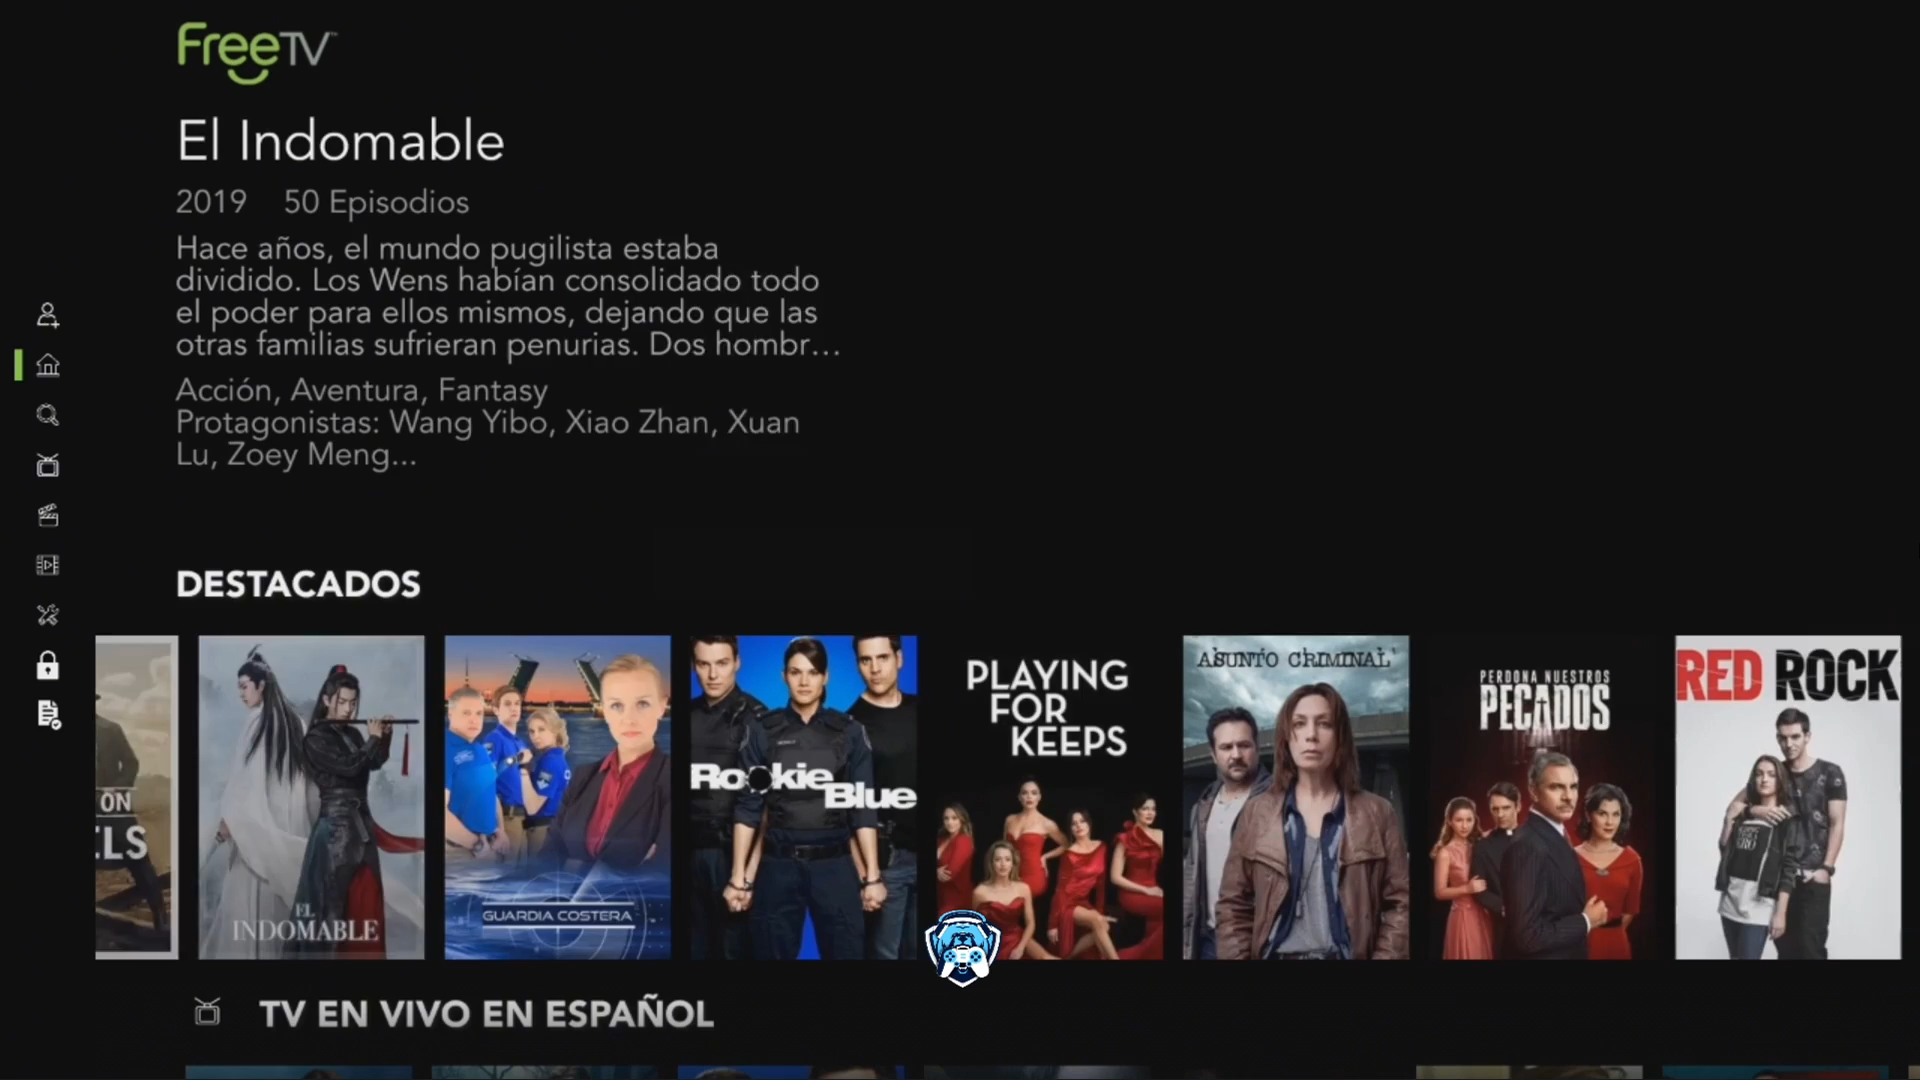 FreeTV™
El Indomable
2019 50 Episodios
Hace años, el mundo pugilista estaba
dividido. Los Wens habían consolidado todo
el poder para ellos mismos, dejando que las
otras familias sufrieran penurias. Dos hombr...
Acción, Aventura, Fantasy
Protagonistas: Wang Yibo, Xiao Zhan, Xuan
Lu, Zoey Meng...
DESTACADOS
ON
EL
INDOMABLE
GUARDIA COSTERA
Rookie
Blue
PLAYING
FOR
KEEPS
ASUNTO CRIMINAL
PERDONA NUESTROS
PECADOS
RED ROCK
TV EN VIVO EN ESPAÑOL